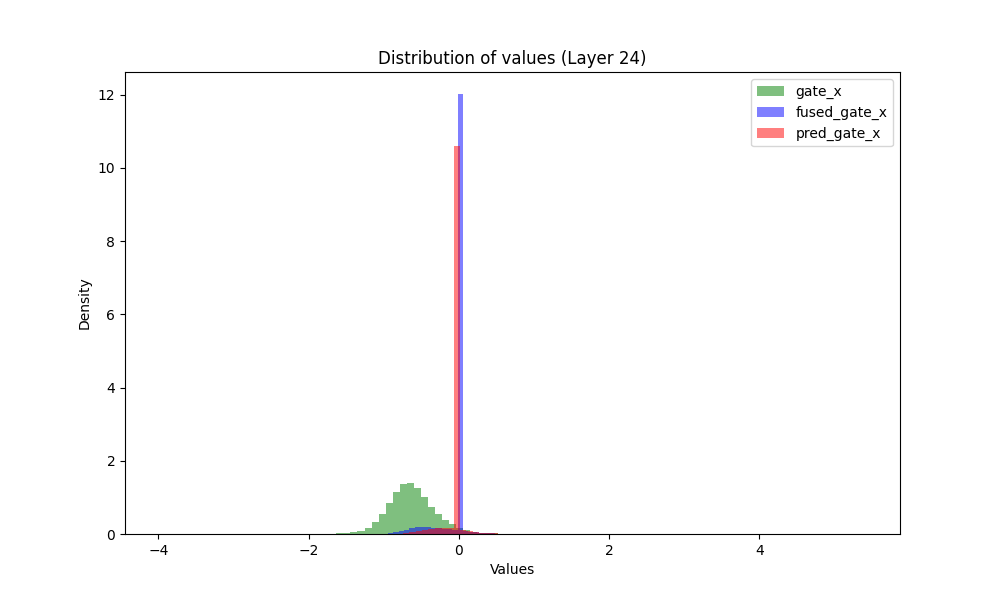 Distribution of values (Layer 24)
gate_x
fused_gate_x
pred_gate_x
Density
12
10
8
6
4
2
0
−4
−2
0
2
4
Values